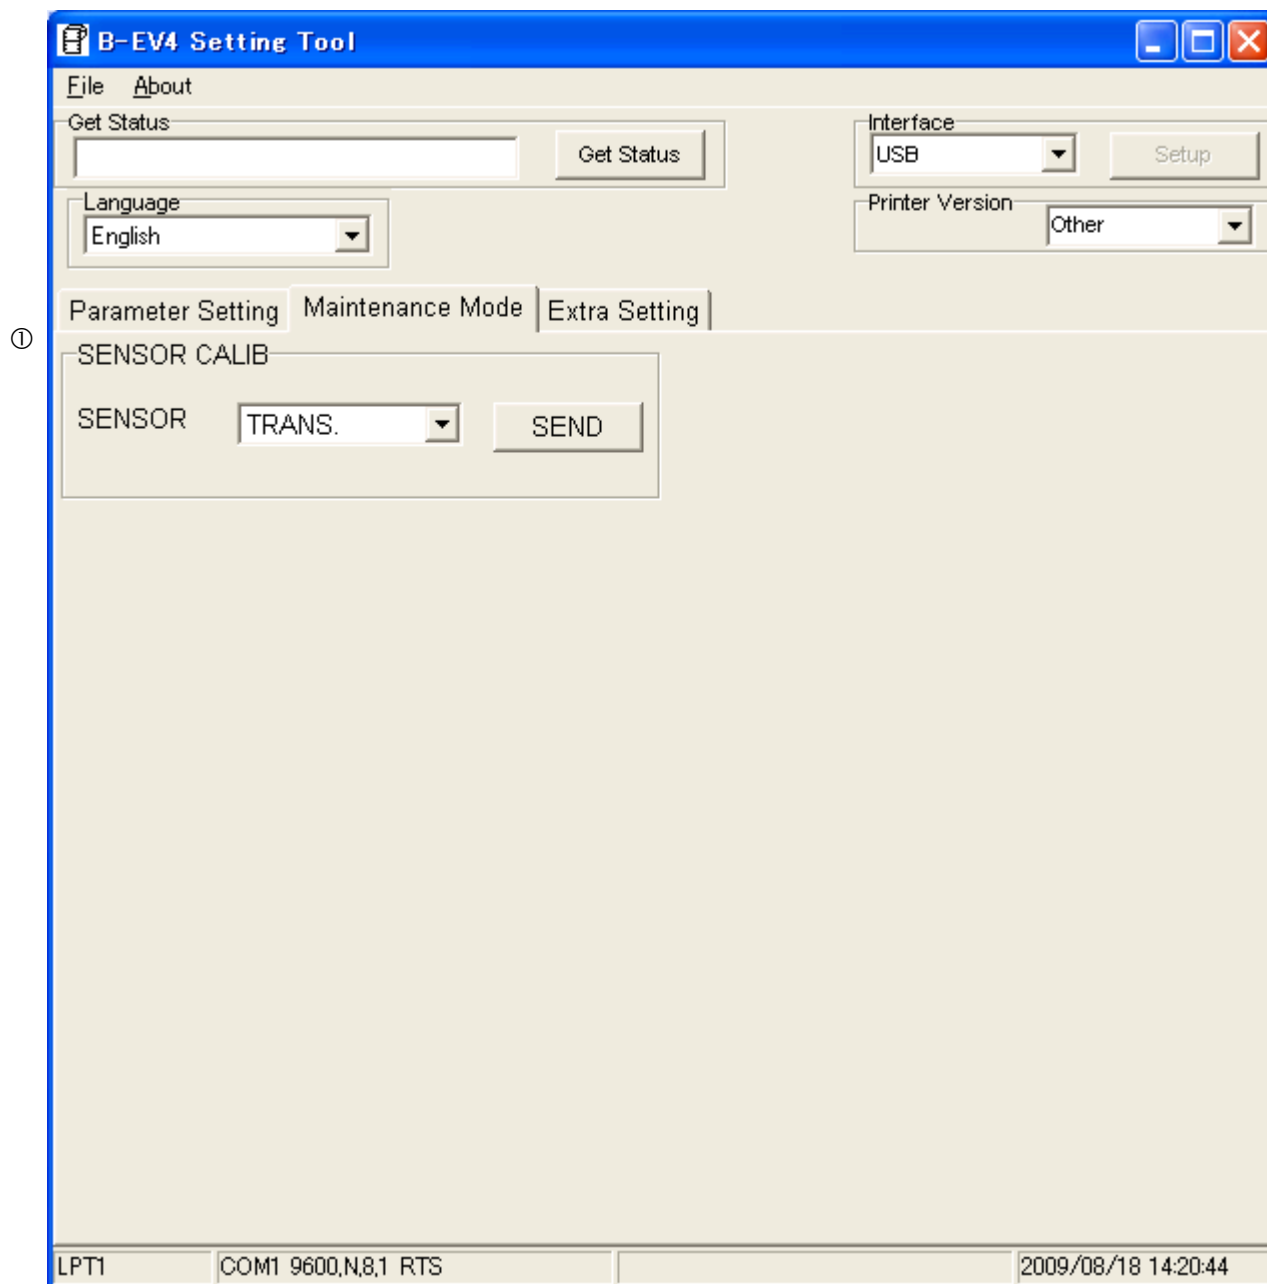 B-EV4 Setting Tool
File About
Get Status
Get Status
Interface
USB
Setup
Language
English
Printer Version
Other
Parameter Setting Maintenance Mode Extra Setting
①
SENSOR CALIB
SENSOR TRANS. SEND
LPT1 COM1 9600,N,8,1 RTS 2009/08/18 14:20:44